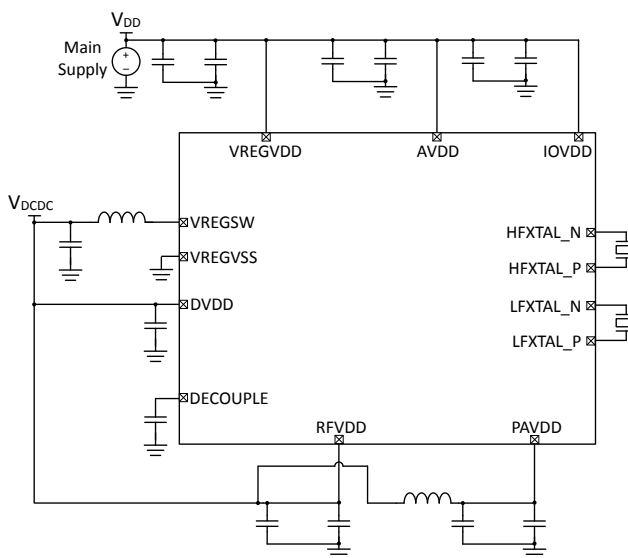 VDD
Main
Supply
+
−
VREGVDD
AVDD
IOVDD
VDCDC
VREGSW
HFXTAL_N
VREGVSS
HFXTAL_P
DVDD
LFXTAL_N
LFXTAL_P
DECOUPLE
RFVDD
PAVDD